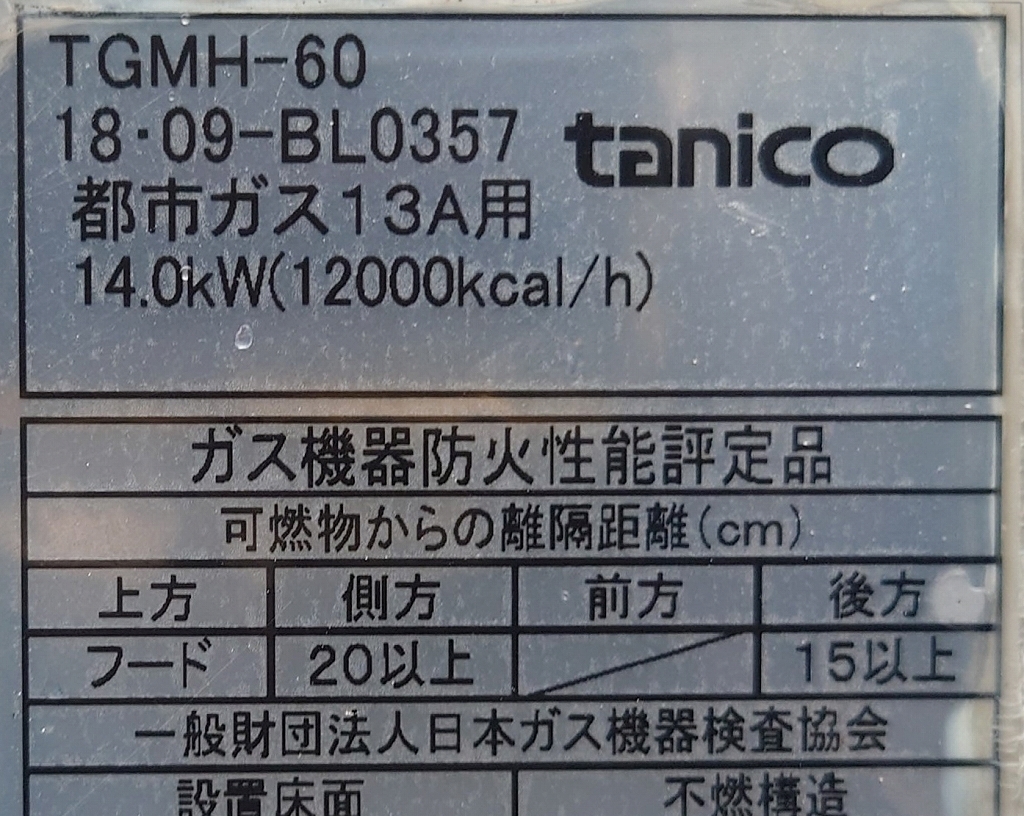 TGMH-60
18・09-BL0357
tanico
都市ガス13A用
14.0kW(12000kcal/h)
ガス機器防火性能評定品
可燃物からの離隔距離(cm)
上方 側方 前方 後方
フード 20以上 15以上
一般財団法人日本ガス機器検査協会
設置床面 不燃構造